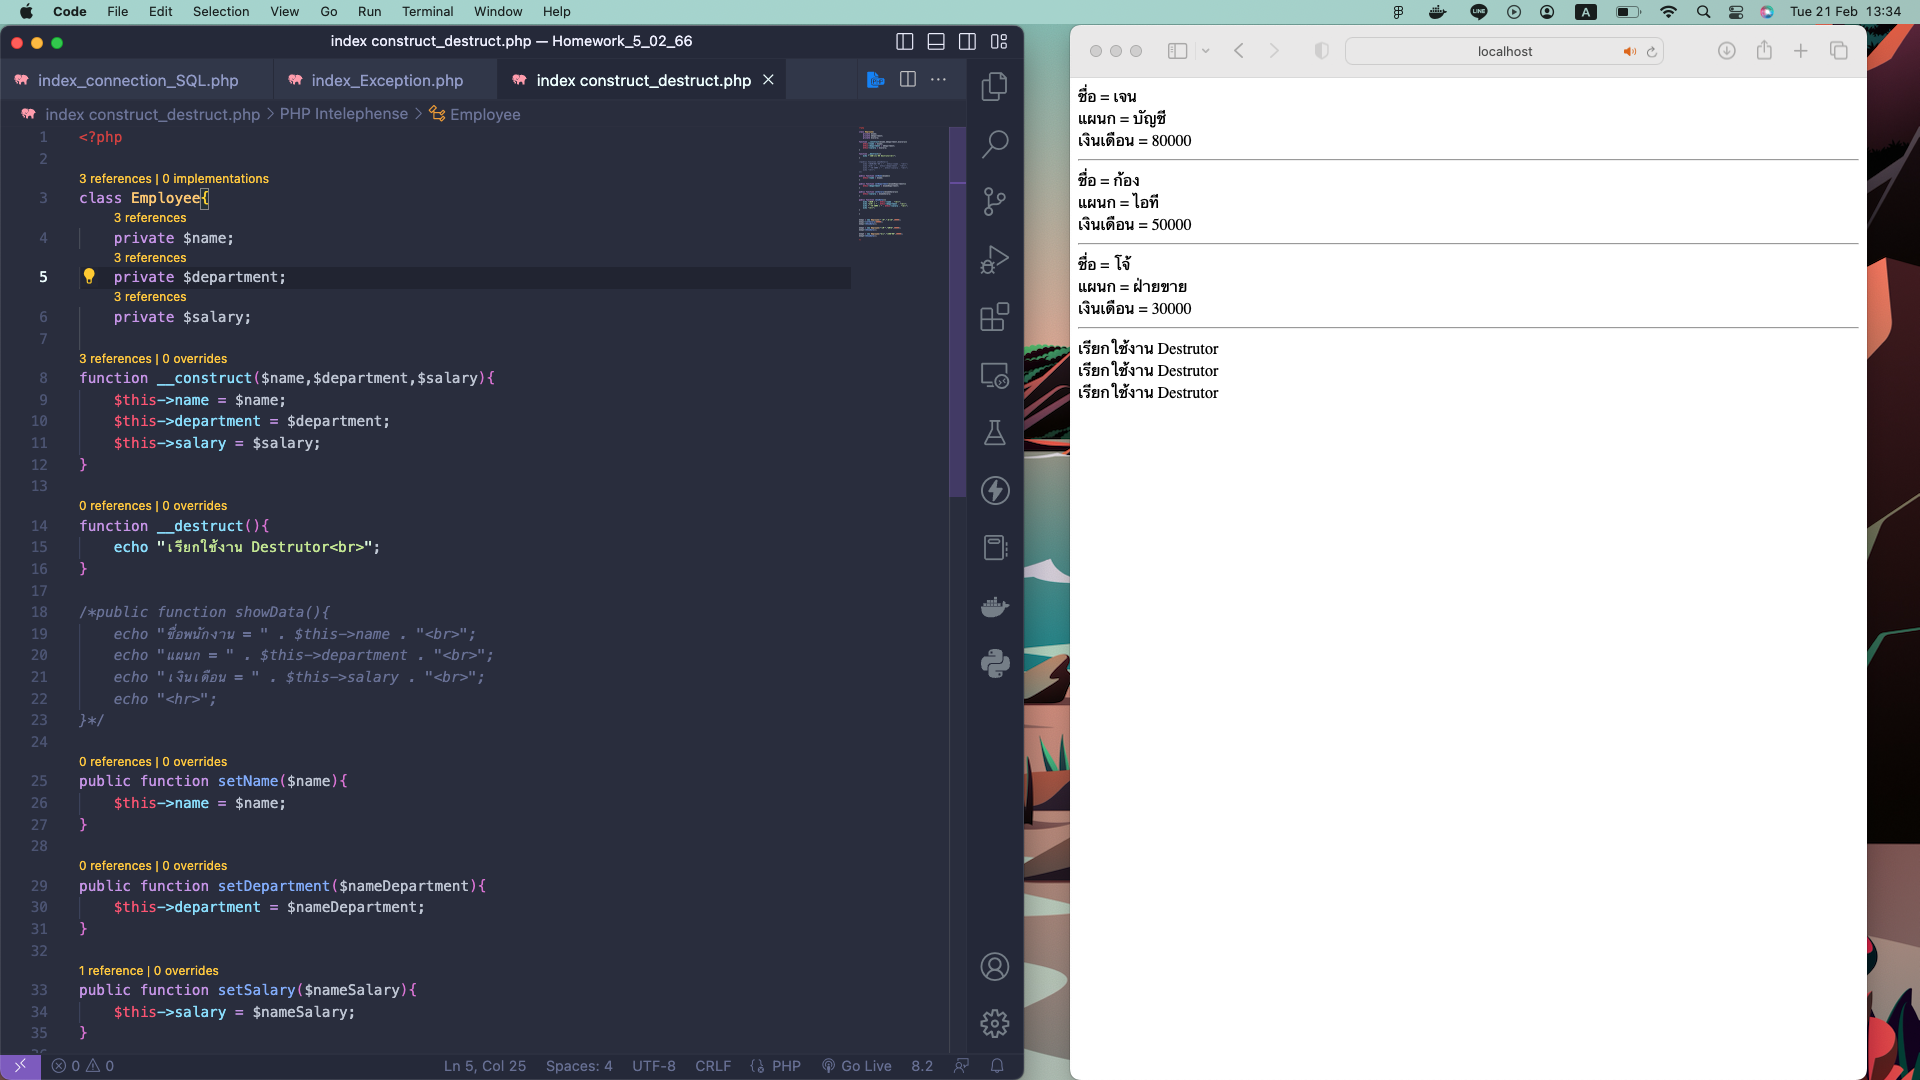 Code File Edit Selection View Go Run Terminal Window Help
A Tue 21 Feb 13:34
index construct_destruct.php — Homework_5_02_66
index_connection_SQL.php
index_Exception.php
index construct_destruct.php
index construct_destruct.php > PHP Intelephense > Employee
1 <?php
2
3 references | 0 implementations
3 class Employee{
3 references
4 private $name;
3 references
5 private $department;
3 references
6 private $salary;
7
3 references | 0 overrides
8 function __construct($name,$department,$salary){
9 $this->name = $name;
10 $this->department = $department;
11 $this->salary = $salary;
12 }
13
0 references | 0 overrides
14 function __destruct(){
15 echo "เรียกใช้งาน Destrutor<br>";
16 }
17
18 /*public function showData(){
19 echo "ชื่อพนักงาน = " . $this->name . "<br>";
20 echo "แผนก = " . $this->department . "<br>";
21 echo "เงินเดือน = " . $this->salary . "<br>";
22 echo "<hr>";
23 }*/
24
0 references | 0 overrides
25 public function setName($name){
26 $this->name = $name;
27 }
28
0 references | 0 overrides
29 public function setDepartment($nameDepartment){
30 $this->department = $nameDepartment;
31 }
32
1 reference | 0 overrides
33 public function setSalary($nameSalary){
34 $this->salary = $nameSalary;
35 }
0 0 Ln 5, Col 25 Spaces: 4 UTF-8 CRLF PHP Go Live 8.2
localhost
ชื่อ = เจน
แผนก = บัญชี
เงินเดือน = 80000
ชื่อ = ก้อง
แผนก = ไอที
เงินเดือน = 50000
ชื่อ = โจ้
แผนก = ฝ่ายขาย
เงินเดือน = 30000
เรียกใช้งาน Destrutor
เรียกใช้งาน Destrutor
เรียกใช้งาน Destrutor